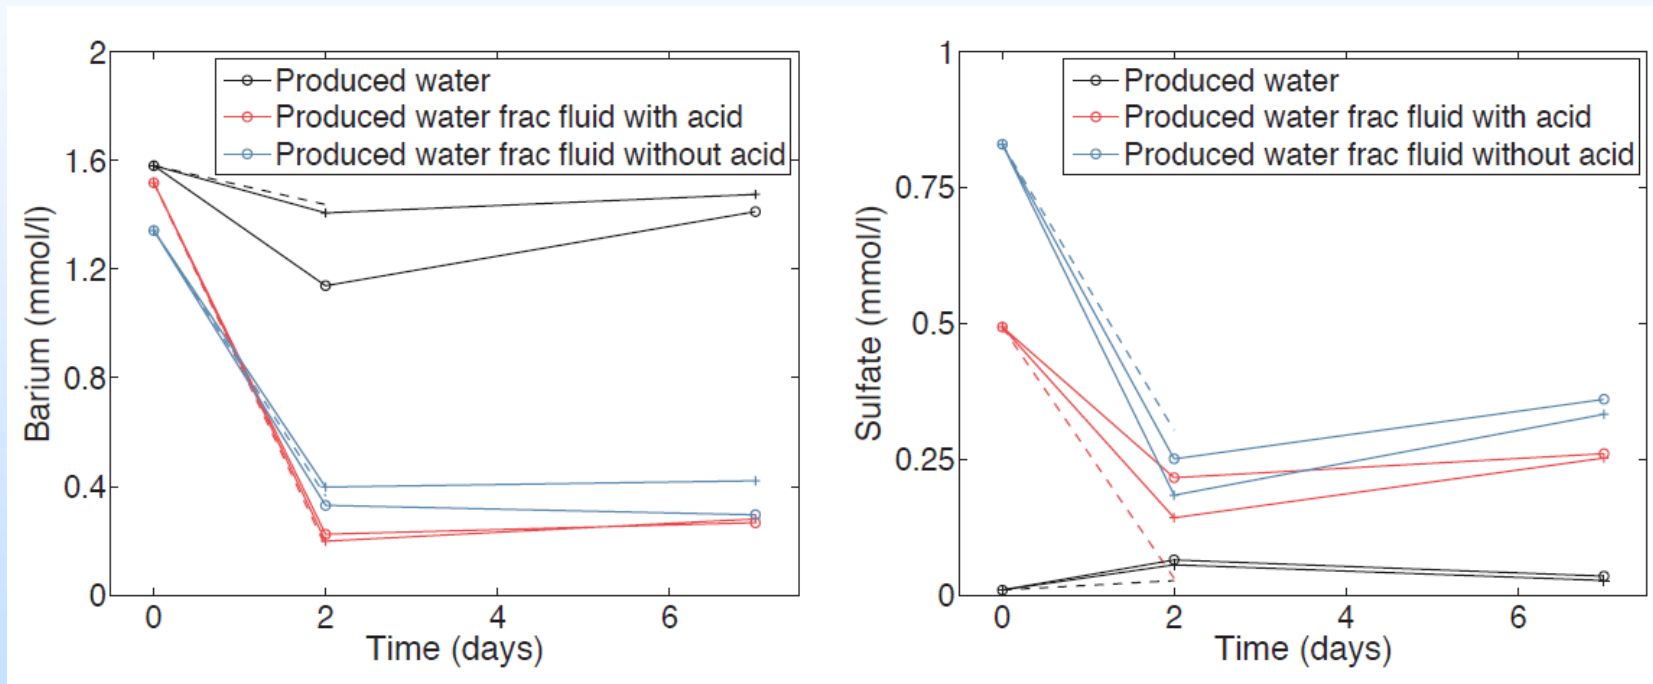 2
1.6
1.2
0.8
0.4
0
Barium (mmol/l)
Produced water
Produced water frac fluid with acid
Produced water frac fluid without acid
0 2 4 6
Time (days)
1
0.75
0.5
0.25
0
Sulfate (mmol/l)
Produced water
Produced water frac fluid with acid
Produced water frac fluid without acid
0 2 4 6
Time (days)